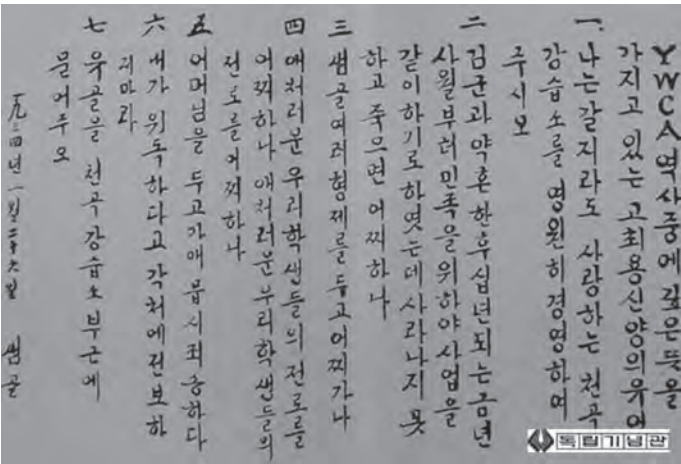 YWCA 역사중에 깊은 뜻을
가지고 있는 고최용신양의 유어
一. 나는 갈지라도 사랑하는 천곡
강습소를 영원히 경영하여
주시오
二 김군과 약혼한후 십년되는 금년
사월부터 민족을 위하야 사업을
같이하기로 하엿는데 사라나지 못
하고 죽으면 어찌하나
三 샘골 여러형제를 두고 어찌가나
四 애처러운 우리학생들의 전로를
어찌하나 애처러운 우리학생들의
전로를 어찌하나
五 어머님을 두고가매 몹시 죄송하다
六 내가 위독하다고 각처에 전보하
지마라
七 유골을 천곡강습소 부근에
묻어주오
一九三四년 一월 二十六일 샘골
독립기념관